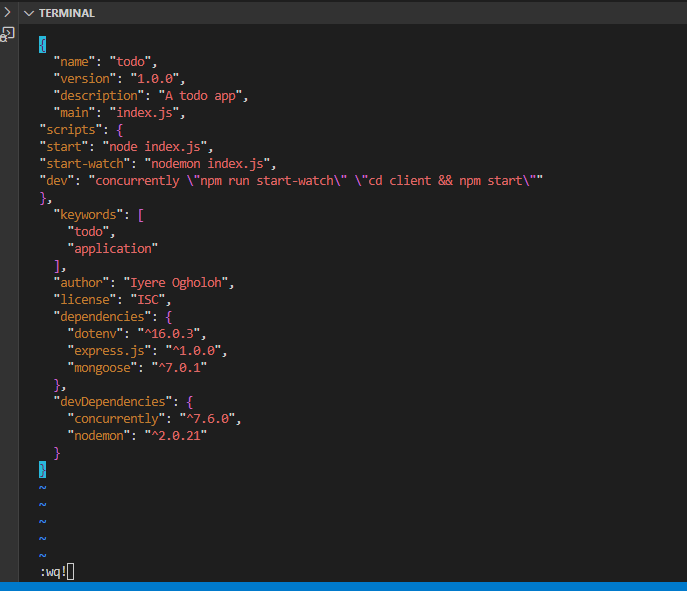 TERMINAL
{
  "name": "todo",
  "version": "1.0.0",
  "description": "A todo app",
  "main": "index.js",
"scripts": {
"start": "node index.js",
"start-watch": "nodemon index.js",
"dev": "concurrently \"npm run start-watch\" \"cd client && npm start\""
},
  "keywords": [
    "todo",
    "application"
  ],
  "author": "Iyere Ogholoh",
  "license": "ISC",
  "dependencies": {
    "dotenv": "^16.0.3",
    "express.js": "^1.0.0",
    "mongoose": "^7.0.1"
  },
  "devDependencies": {
    "concurrently": "^7.6.0",
    "nodemon": "^2.0.21"
  }
}
~
~
~
~
~
:wq!